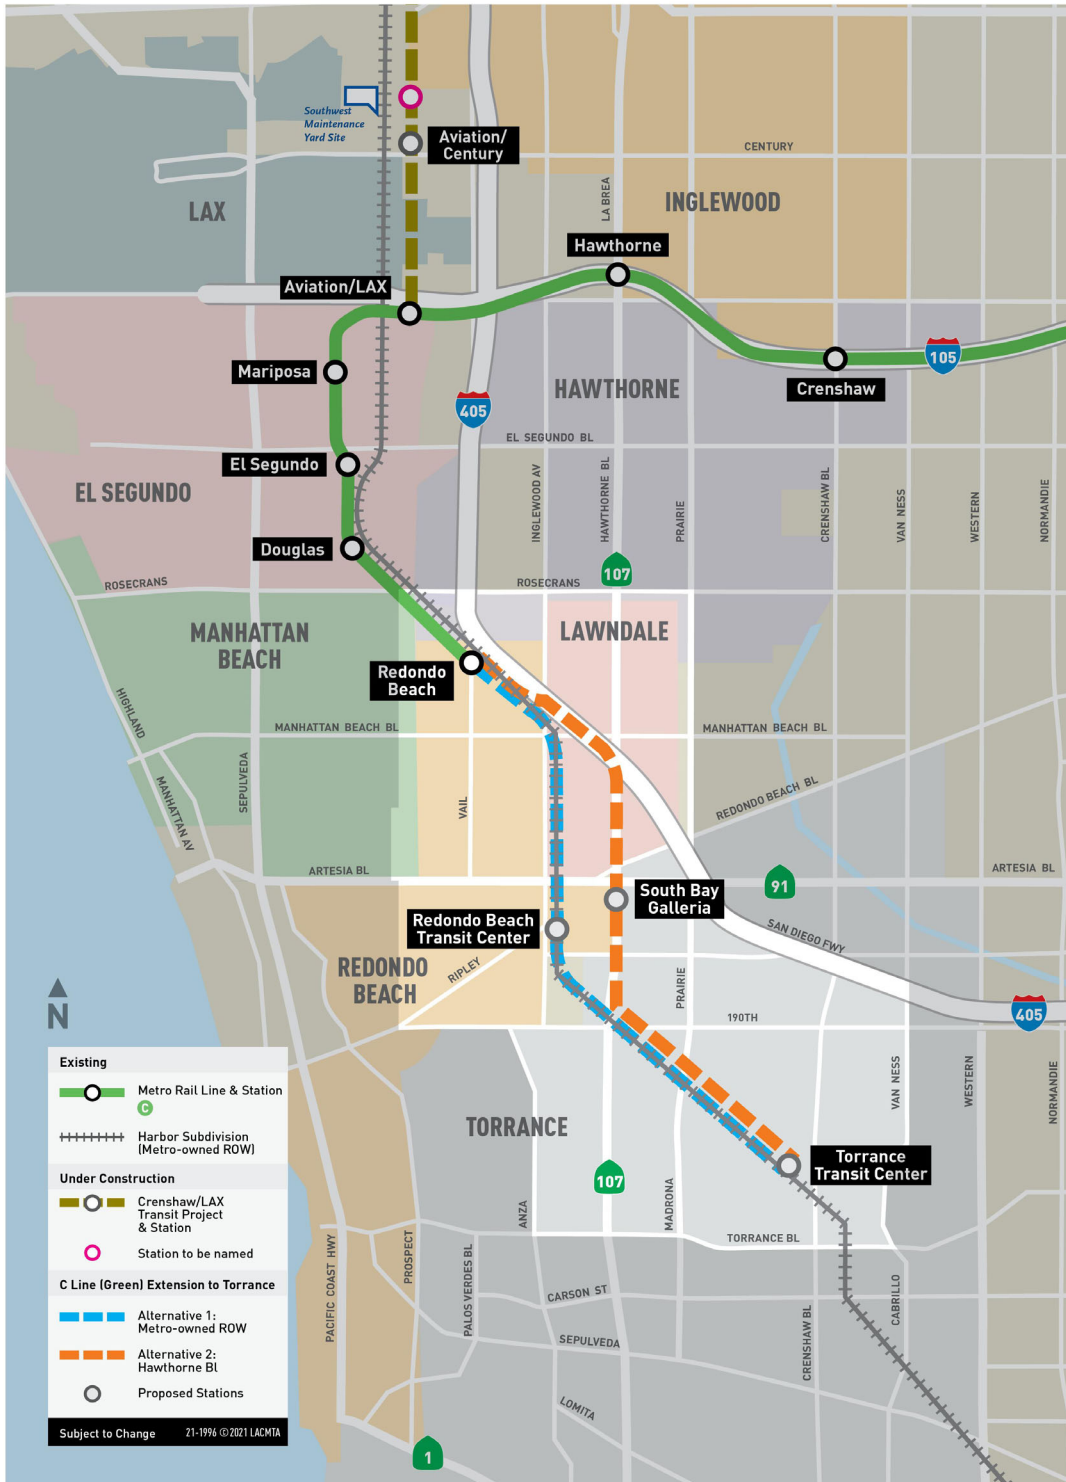 Southwest
Maintenance
Yard Site
Aviation/
Century
CENTURY
LA BREA
LAX
INGLEWOOD
Hawthorne
Aviation/LAX
Mariposa
HAWTHORNE
105
Crenshaw
405
EL SEGUNDO BL
El Segundo
EL SEGUNDO
INGLEWOOD AV
HAWTHORNE BL
PRAIRIE
CRENSHAW BL
VAN NESS
WESTERN
NORMANDIE
Douglas
107
ROSECRANS
ROSECRANS
MANHATTAN
BEACH
LAWNDALE
Redondo
Beach
HIGHLAND
MANHATTAN BEACH BL
MANHATTAN BEACH BL
SEPULVEDA
MANHATTAN AV
VAIL
REDONDO BEACH BL
ARTESIA BL
ARTESIA BL
91
South Bay
Galleria
Redondo Beach
Transit Center
SAN DIEGO FWY
REDONDO
BEACH
RIPLEY
PRAIRIE
N
190TH
405
VAN NESS
WESTERN
NORMANDIE
TORRANCE
Torrance
Transit Center
107
ANZA
MADRONA
TORRANCE BL
PACIFIC COAST HWY
PROSPECT
PALOS VERDES BL
CARSON ST
CRENSHAW BL
CABRILLO
SEPULVEDA
LOMITA
1
Existing
Metro Rail Line & Station
C
Harbor Subdivision
(Metro-owned ROW)
Under Construction
Crenshaw/LAX
Transit Project
& Station
Station to be named
C Line (Green) Extension to Torrance
Alternative 1:
Metro-owned ROW
Alternative 2:
Hawthorne Bl
Proposed Stations
Subject to Change
21-1996 ©2021 LACMTA